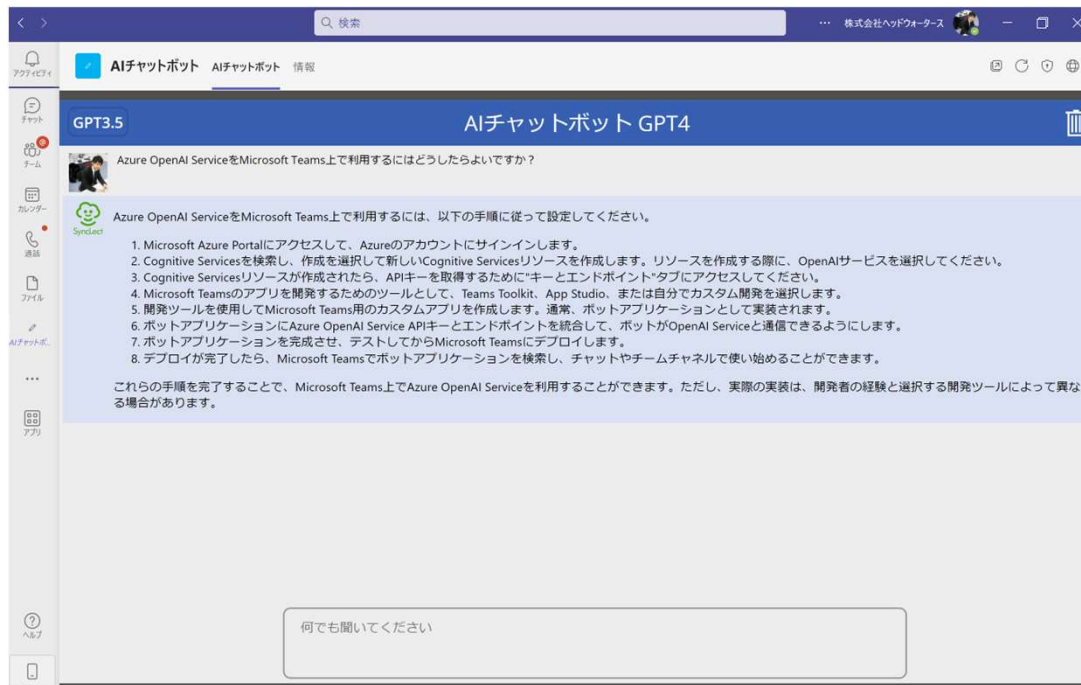 検索
株式会社ヘッドウォータース
アクティビティ
AIチャットボット AIチャットボット 情報
チャット
チーム
カレンダー
通話
ファイル
AIチャットボ...
アプリ
ヘルプ
GPT3.5 AIチャットボット GPT4
Azure OpenAI ServiceをMicrosoft Teams上で利用するにはどうしたらよいですか？
SyncLect
Azure OpenAI ServiceをMicrosoft Teams上で利用するには、以下の手順に従って設定してください。
1. Microsoft Azure Portalにアクセスして、Azureのアカウントにサインインします。
2. Cognitive Servicesを検索し、作成を選択して新しいCognitive Servicesリソースを作成します。リソースを作成する際に、OpenAIサービスを選択してください。
3. Cognitive Servicesリソースが作成されたら、APIキーを取得するために"キーとエンドポイント"タブにアクセスしてください。
4. Microsoft Teamsのアプリを開発するためのツールとして、Teams Toolkit、App Studio、または自分でカスタム開発を選択します。
5. 開発ツールを使用してMicrosoft Teams用のカスタムアプリを作成します。通常、ボットアプリケーションとして実装されます。
6. ボットアプリケーションにAzure OpenAI Service APIキーとエンドポイントを統合して、ボットがOpenAI Serviceと通信できるようにします。
7. ボットアプリケーションを完成させ、テストしてからMicrosoft Teamsにデプロイします。
8. デプロイが完了したら、Microsoft Teamsでボットアプリケーションを検索し、チャットやチームチャネルで使い始めることができます。
これらの手順を完了することで、Microsoft Teams上でAzure OpenAI Serviceを利用することができます。ただし、実際の実装は、開発者の経験と選択する開発ツールによって異な
る場合があります。
何でも聞いてください